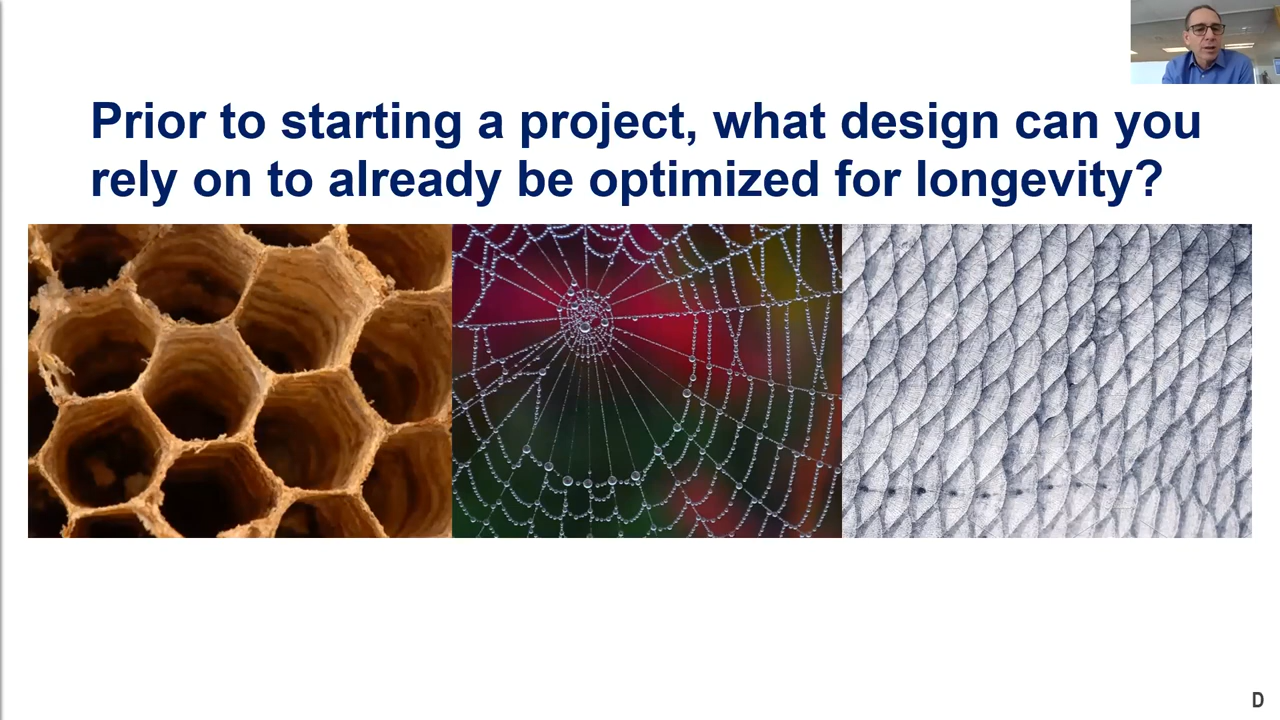 Prior to starting a project, what design can you
rely on to already be optimized for longevity?
D